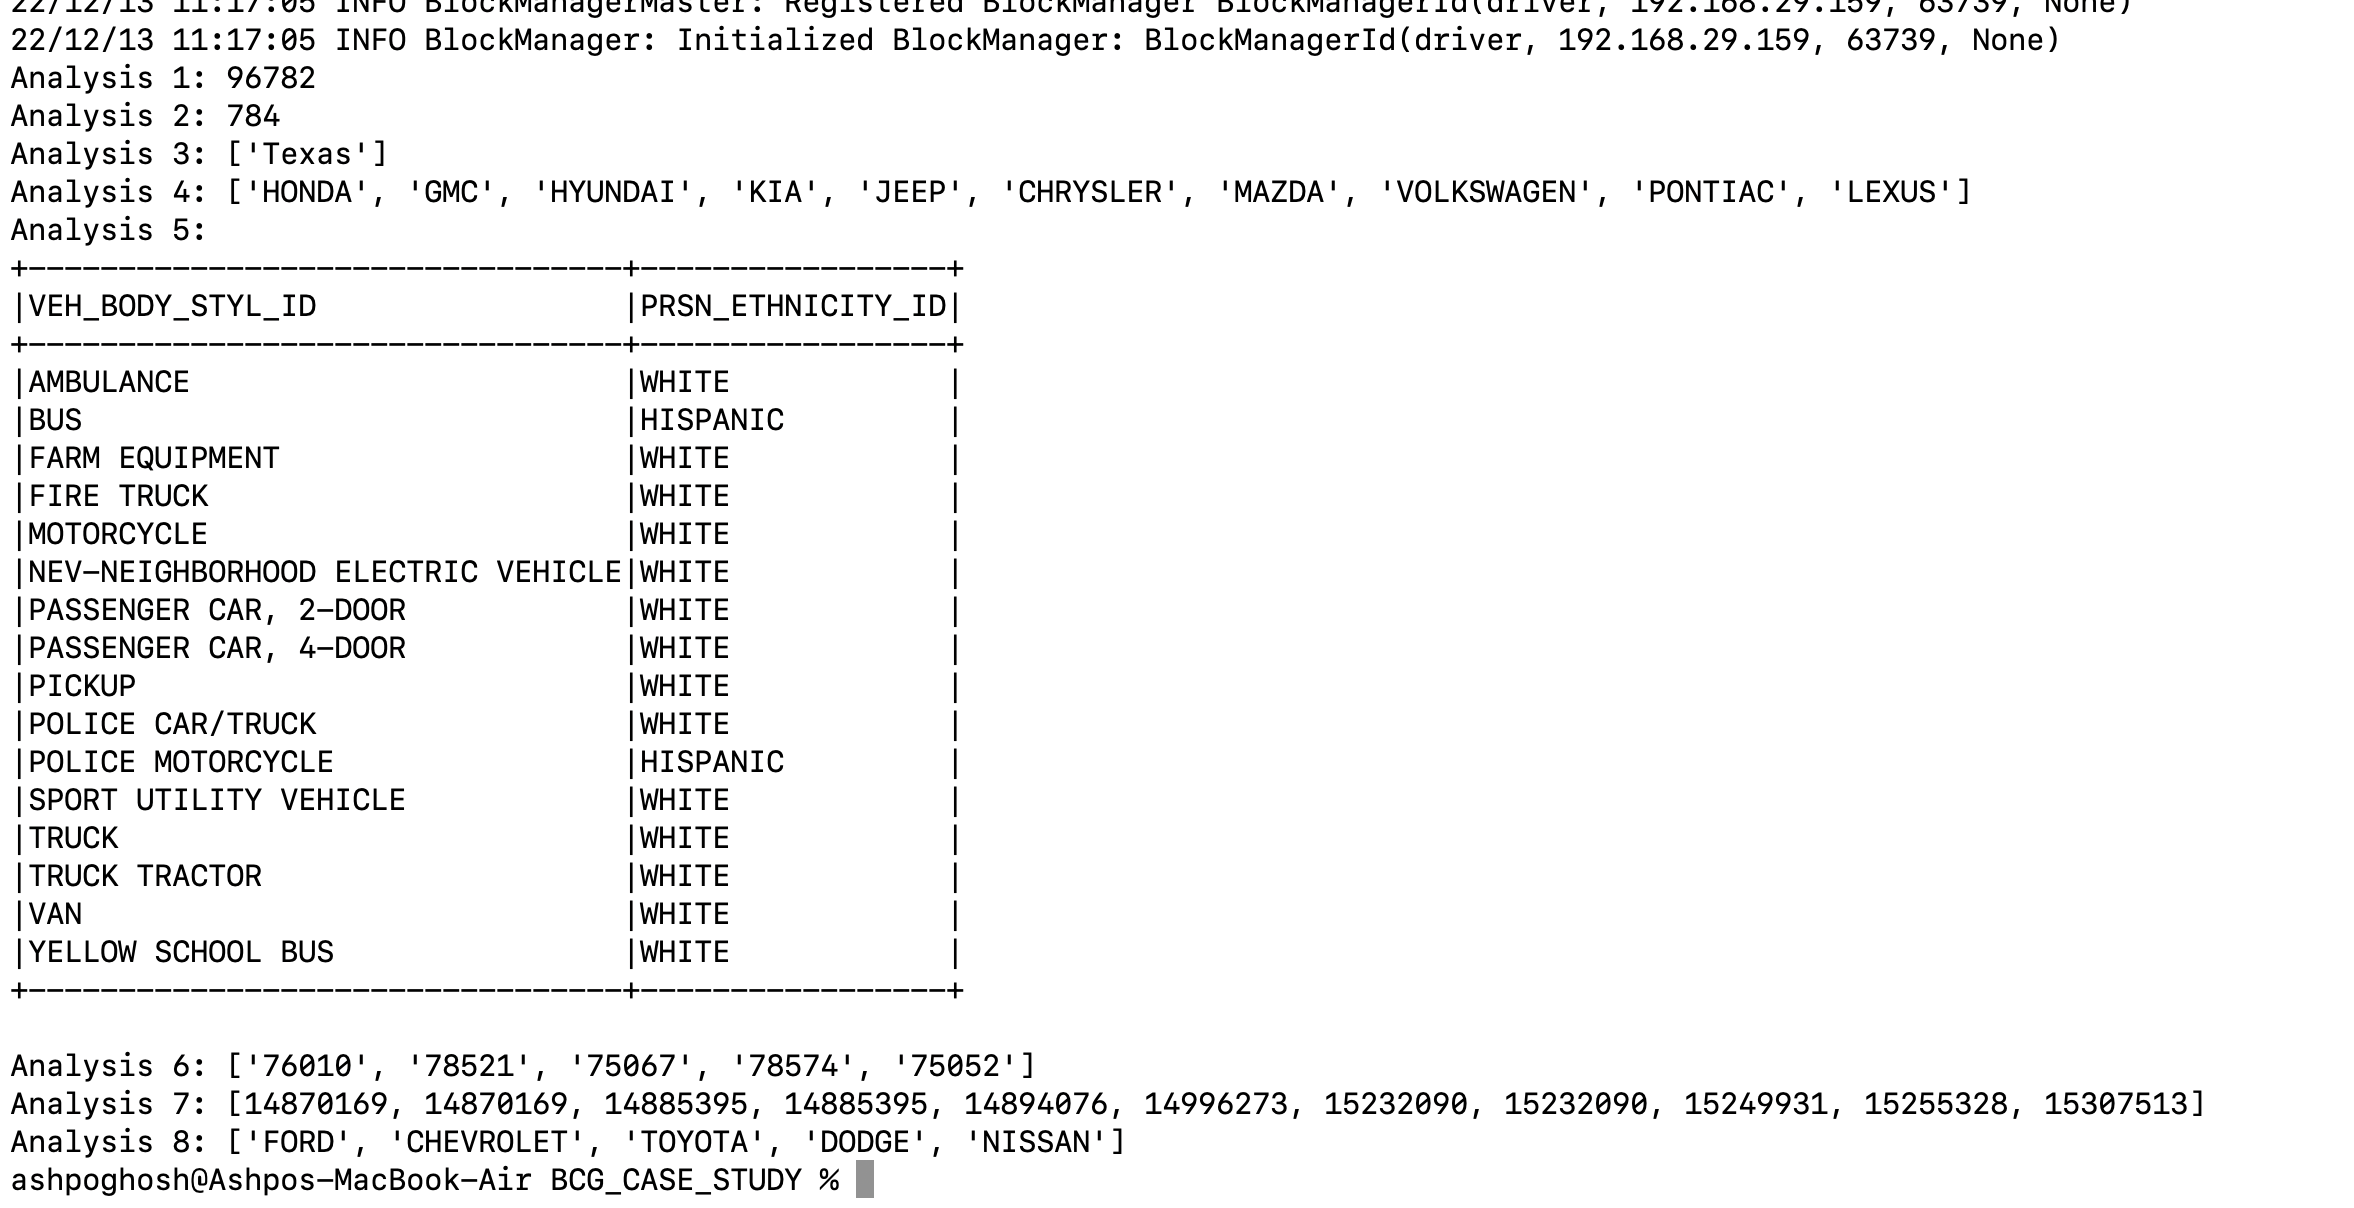 22/12/13 11:17:05 INFO BlockManagerMaster: Registered BlockManager BlockManagerId(driver, 192.168.29.159, 63739, None)
22/12/13 11:17:05 INFO BlockManager: Initialized BlockManager: BlockManagerId(driver, 192.168.29.159, 63739, None)
Analysis 1: 96782
Analysis 2: 784
Analysis 3: ['Texas']
Analysis 4: ['HONDA', 'GMC', 'HYUNDAI', 'KIA', 'JEEP', 'CHRYSLER', 'MAZDA', 'VOLKSWAGEN', 'PONTIAC', 'LEXUS']
Analysis 5:
+---------------------------------+-----------------+
|VEH_BODY_STYL_ID                 |PRSN_ETHNICITY_ID|
+---------------------------------+-----------------+
|AMBULANCE                        |WHITE            |
|BUS                              |HISPANIC         |
|FARM EQUIPMENT                   |WHITE            |
|FIRE TRUCK                       |WHITE            |
|MOTORCYCLE                       |WHITE            |
|NEV-NEIGHBORHOOD ELECTRIC VEHICLE|WHITE            |
|PASSENGER CAR, 2-DOOR            |WHITE            |
|PASSENGER CAR, 4-DOOR            |WHITE            |
|PICKUP                           |WHITE            |
|POLICE CAR/TRUCK                 |WHITE            |
|POLICE MOTORCYCLE                |HISPANIC         |
|SPORT UTILITY VEHICLE            |WHITE            |
|TRUCK                            |WHITE            |
|TRUCK TRACTOR                    |WHITE            |
|VAN                              |WHITE            |
|YELLOW SCHOOL BUS                |WHITE            |
+---------------------------------+-----------------+
Analysis 6: ['76010', '78521', '75067', '78574', '75052']
Analysis 7: [14870169, 14870169, 14885395, 14885395, 14894076, 14996273, 15232090, 15232090, 15249931, 15255328, 15307513]
Analysis 8: ['FORD', 'CHEVROLET', 'TOYOTA', 'DODGE', 'NISSAN']
ashpoghosh@Ashpos-MacBook-Air BCG_CASE_STUDY %